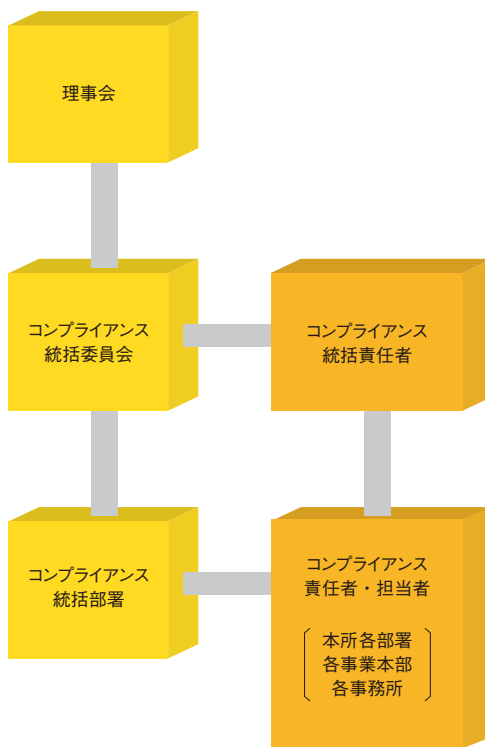 理事会
コンプライアンス
統括委員会
コンプライアンス
統括責任者
コンプライアンス
統括部署
コンプライアンス
責任者・担当者
本所各部署
各事業本部
各事務所